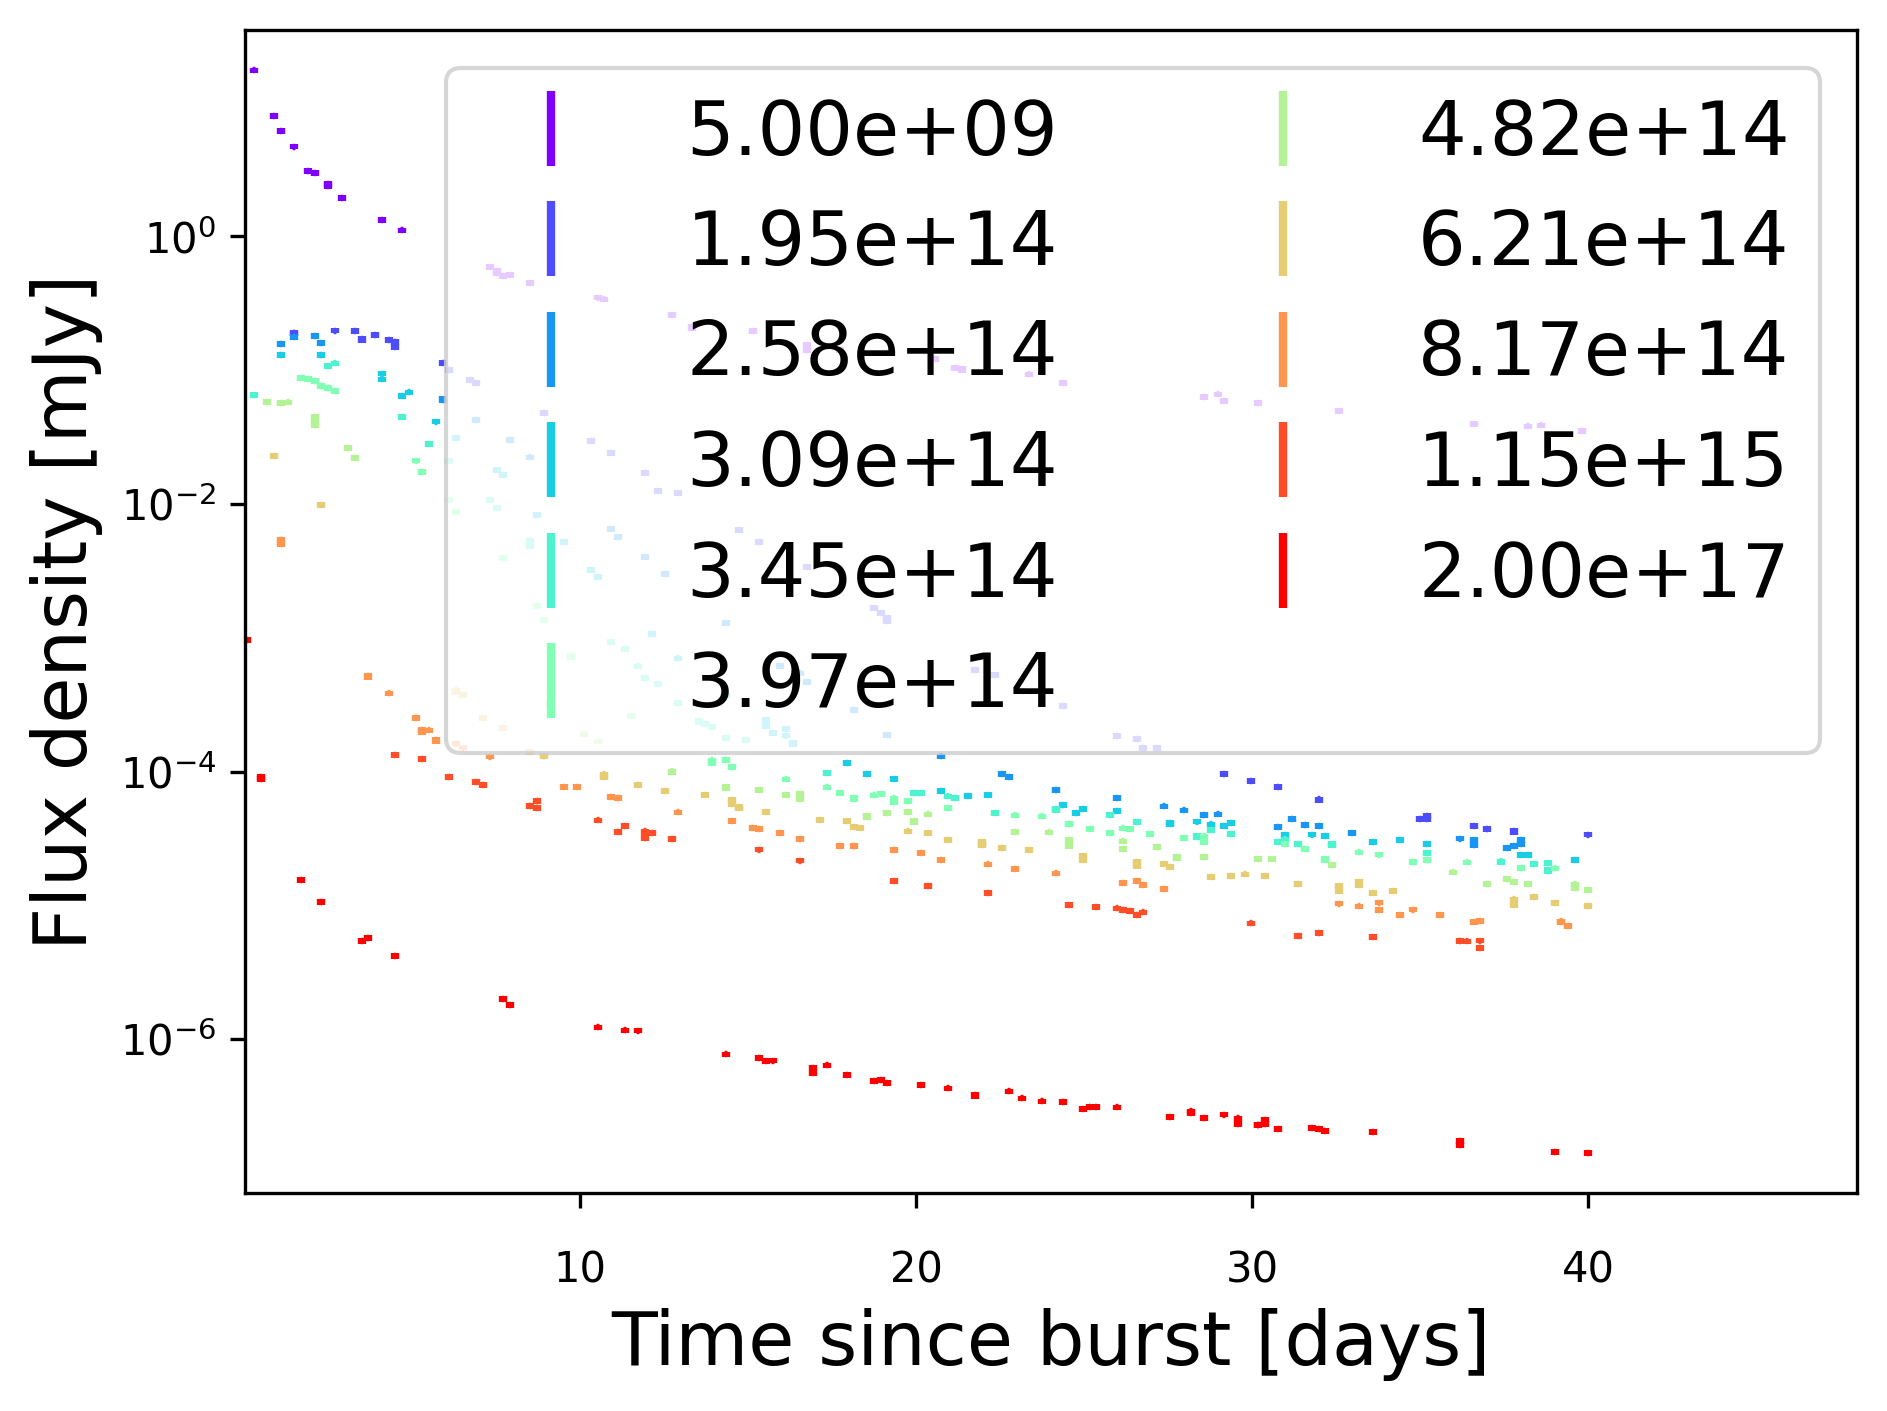 Flux density [mJy]
10⁰
10⁻²
10⁻⁴
10⁻⁶
5.00e+09
1.95e+14
2.58e+14
3.09e+14
3.45e+14
3.97e+14
4.82e+14
6.21e+14
8.17e+14
1.15e+15
2.00e+17
10 20 30 40
Time since burst [days]